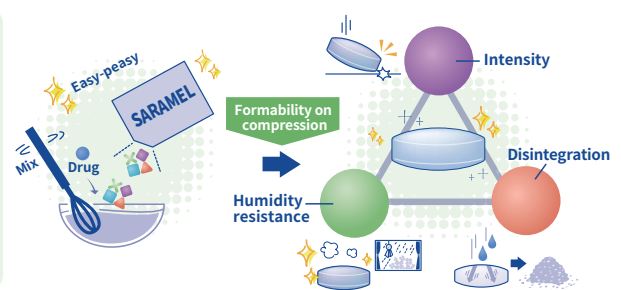 Easy-peasy
SARAMEL
Mix
Drug
Formability on
compression
Intensity
Disintegration
Humidity
resistance